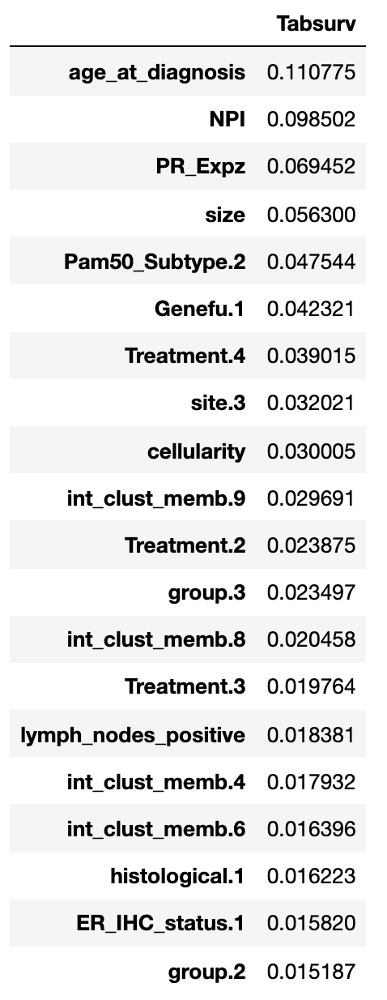 Tabsurv
age_at_diagnosis 0.110775
NPI 0.098502
PR_Expz 0.069452
size 0.056300
Pam50_Subtype.2 0.047544
Genefu.1 0.042321
Treatment.4 0.039015
site.3 0.032021
cellularity 0.030005
int_clust_memb.9 0.029691
Treatment.2 0.023875
group.3 0.023497
int_clust_memb.8 0.020458
Treatment.3 0.019764
lymph_nodes_positive 0.018381
int_clust_memb.4 0.017932
int_clust_memb.6 0.016396
histological.1 0.016223
ER_IHC_status.1 0.015820
group.2 0.015187